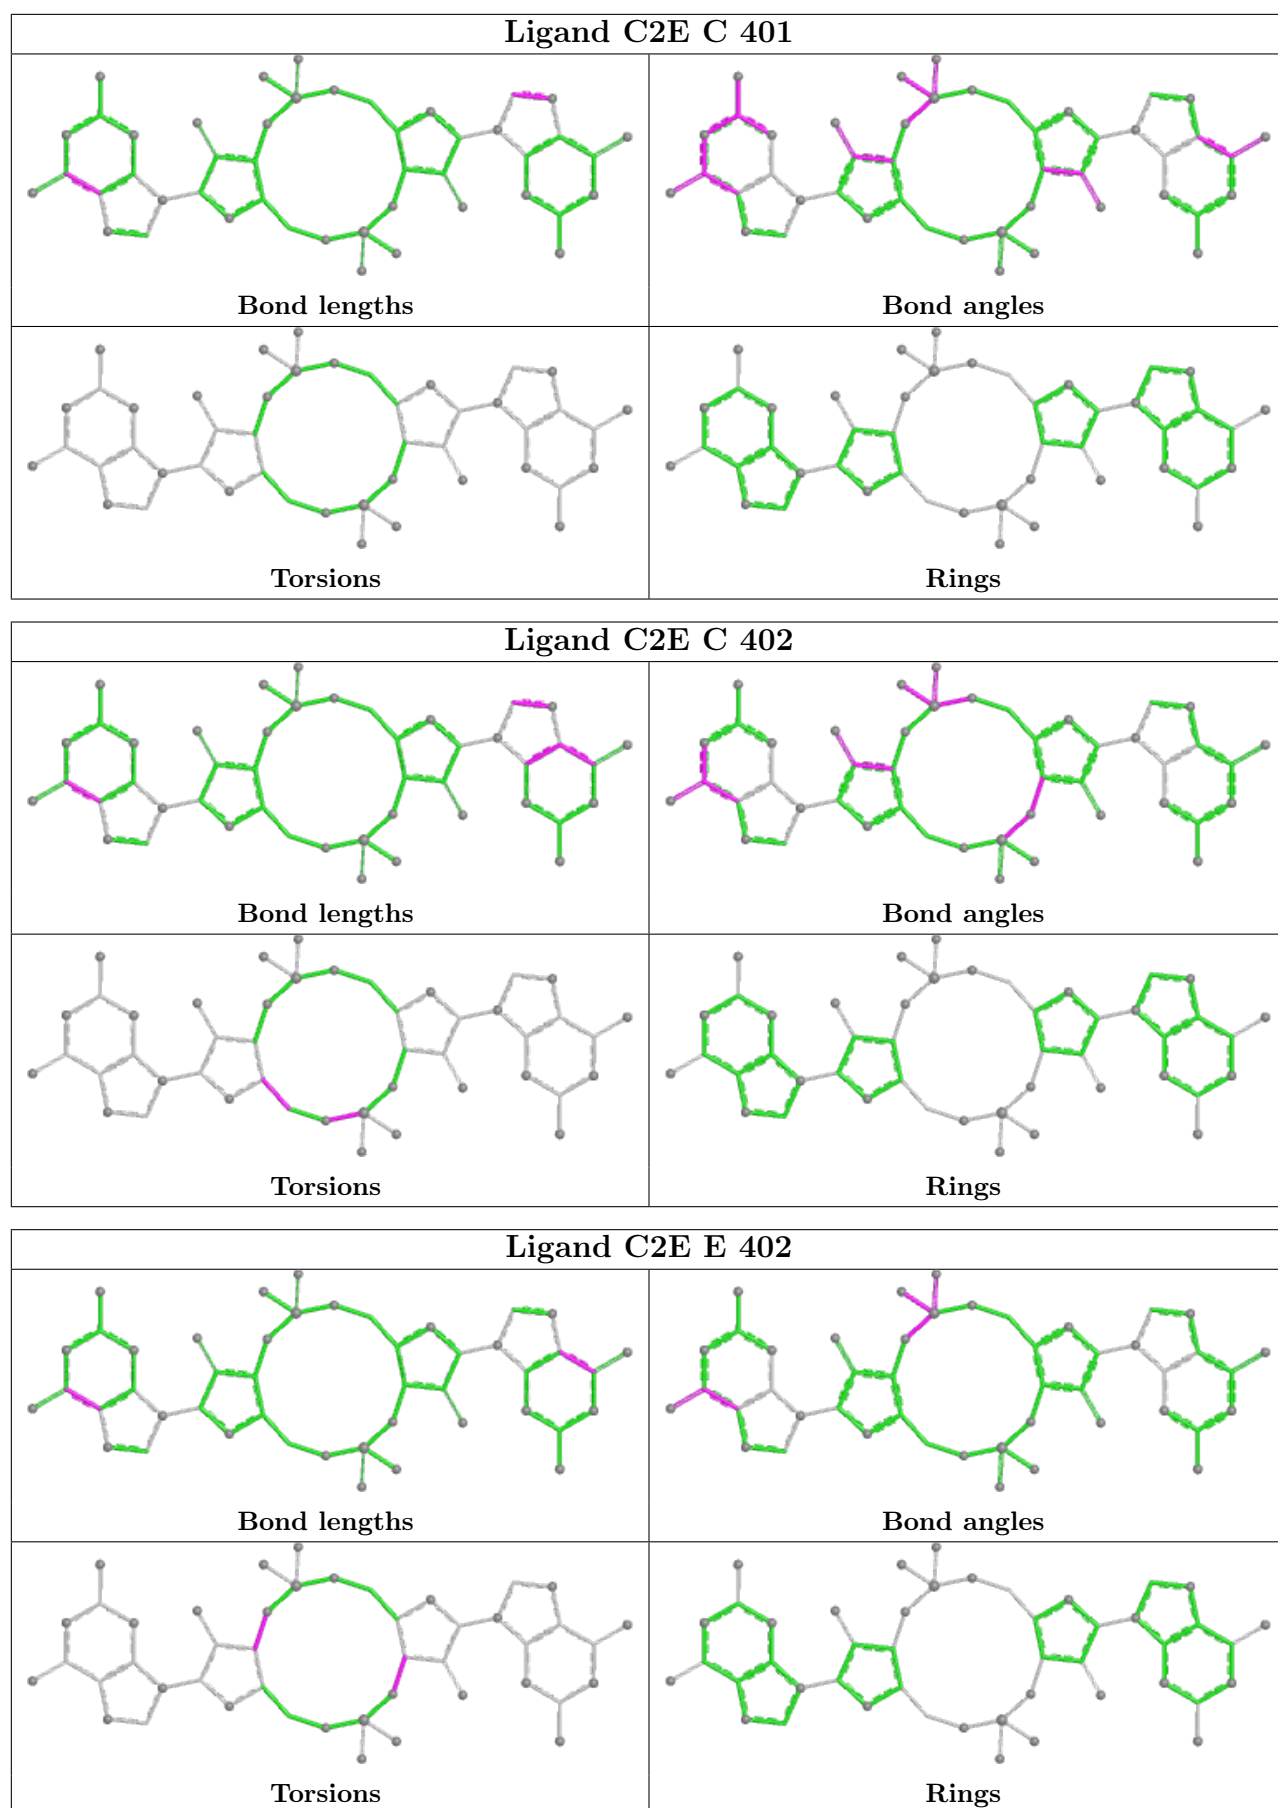 Ligand C2E C 401
Bond lengths
Bond angles
Torsions
Rings
Ligand C2E C 402
Bond lengths
Bond angles
Torsions
Rings
Ligand C2E E 402
Bond lengths
Bond angles
Torsions
Rings